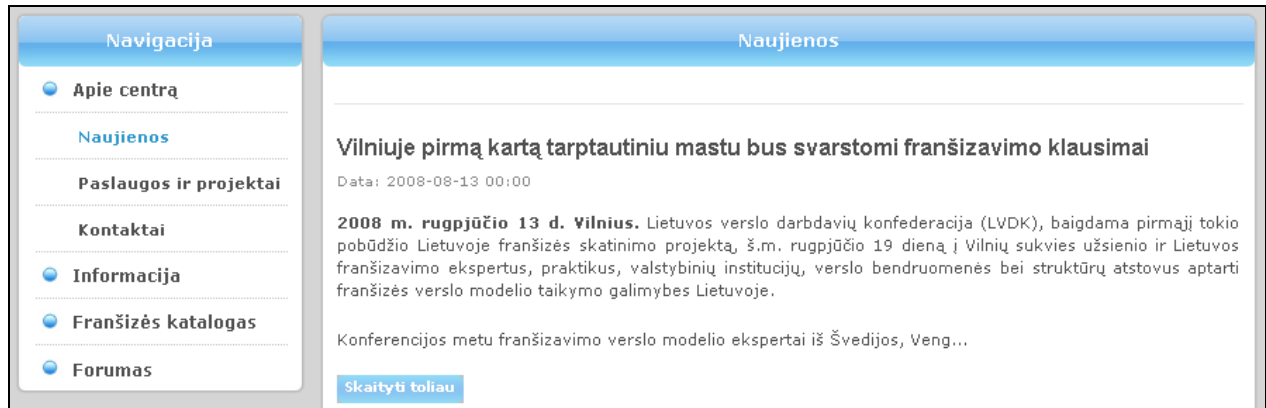 Navigacija
Apie centrą
Naujienos
Paslaugos ir projektai
Kontaktai
Informacija
Franšizės katalogas
Forumas
Naujienos
Vilniuje pirmą kartą tarptautiniu mastu bus svarstomi franšizavimo klausimai
Data: 2008-08-13 00:00
2008 m. rugpjūčio 13 d. Vilnius. Lietuvos verslo darbdavių konfederacija (LVDK), baigdama pirmąjį tokio
pobūdžio Lietuvoje franšizės skatinimo projektą, š.m. rugpjūčio 19 dieną į Vilnių sukvies užsienio ir Lietuvos
franšizavimo ekspertus, praktikus, valstybinių institucijų, verslo bendruomenės bei struktūrų atstovus aptarti
franšizės verslo modelio taikymo galimybes Lietuvoje.
Konferencijos metu franšizavimo verslo modelio ekspertai iš Švedijos, Veng...
Skaityti toliau